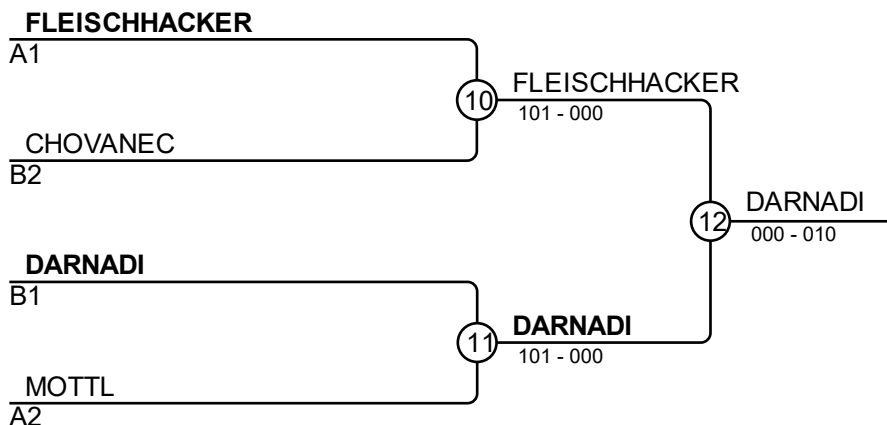 FLEISCHHACKER
A1
10
FLEISCHHACKER
101 - 000
CHOVANEC
B2
12
DARNADI
000 - 010
DARNADI
B1
11
DARNADI
101 - 000
MOTTL
A2